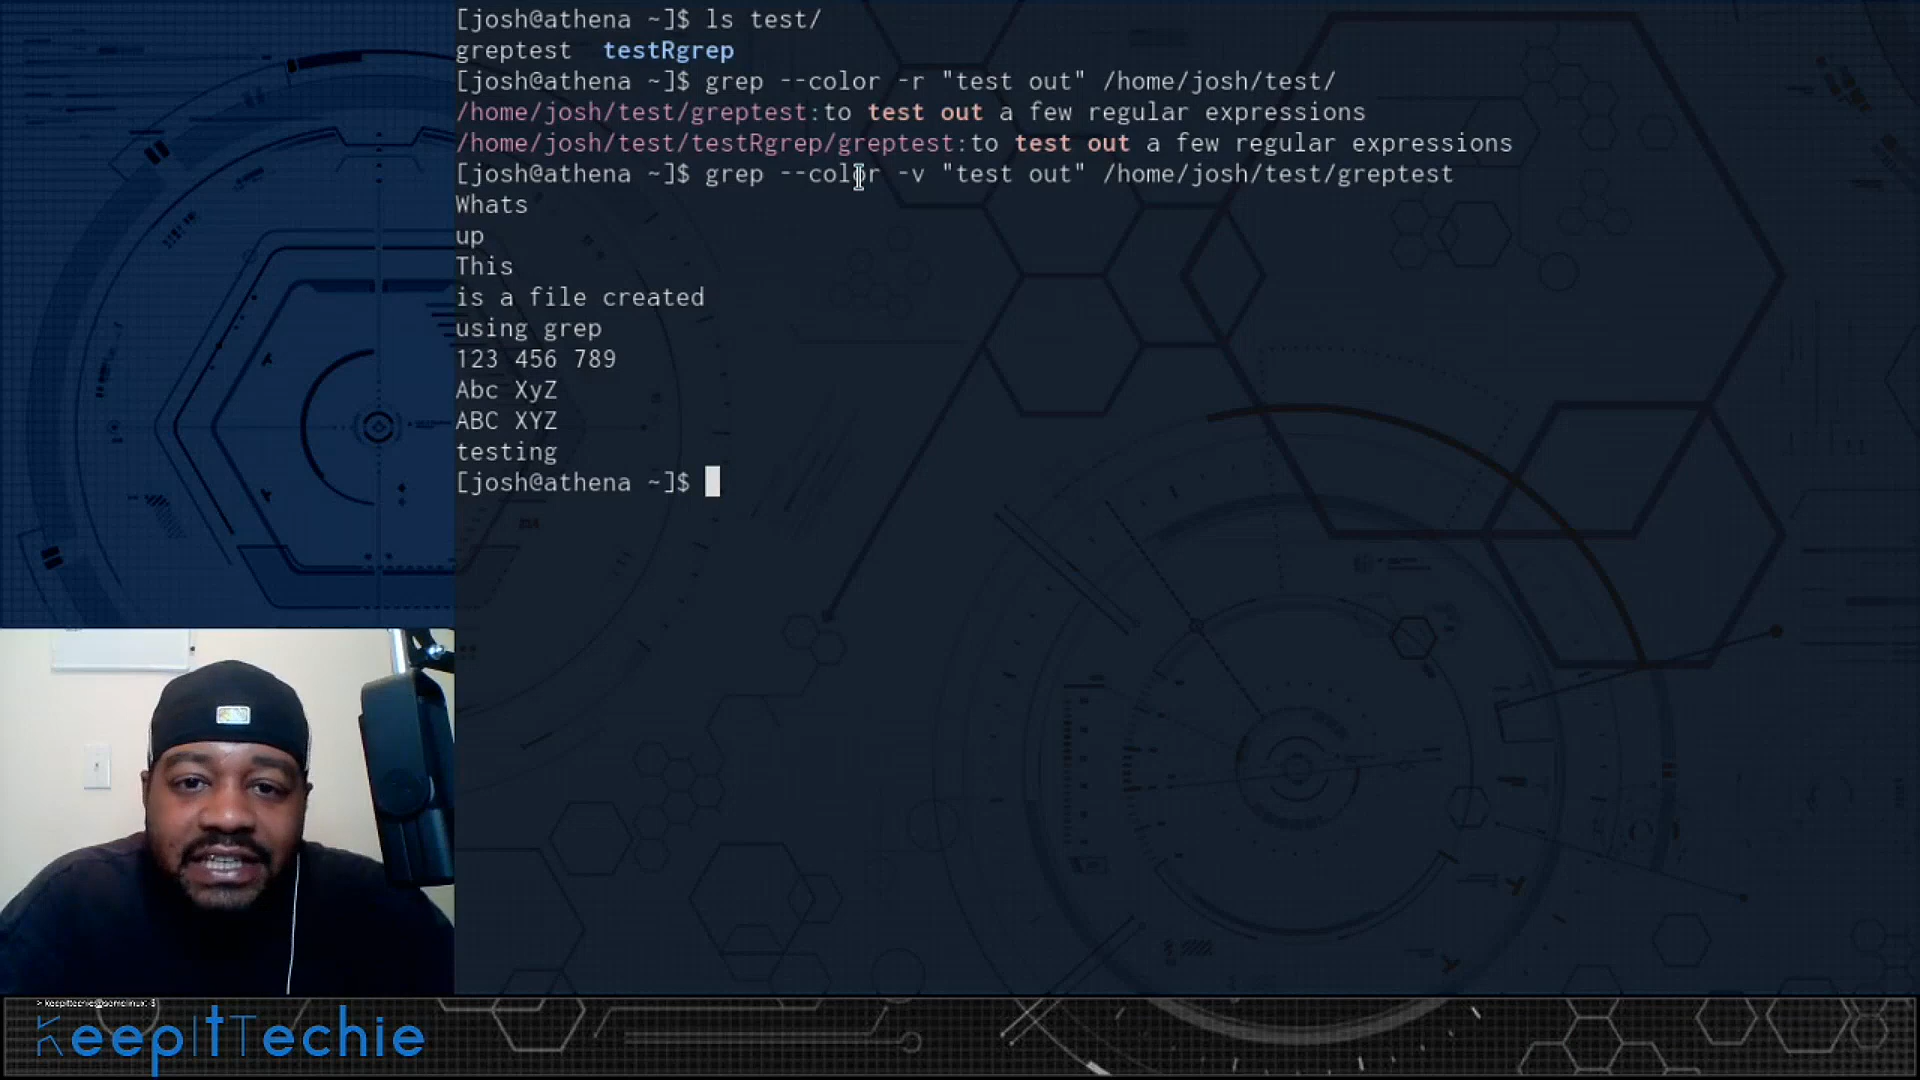 [josh@athena ~]$ ls test/
greptest testRgrep
[josh@athena ~]$ grep --color -r "test out" /home/josh/test/
/home/josh/test/greptest:to test out a few regular expressions
/home/josh/test/testRgrep/greptest:to test out a few regular expressions
[josh@athena ~]$ grep --color -v "test out" /home/josh/test/greptest
Whats
up
This
is a file created
using grep
123 456 789
Abc XyZ
ABC XYZ
testing
[josh@athena ~]$
> keepittechie@somelinux:~$
KeepItTechie